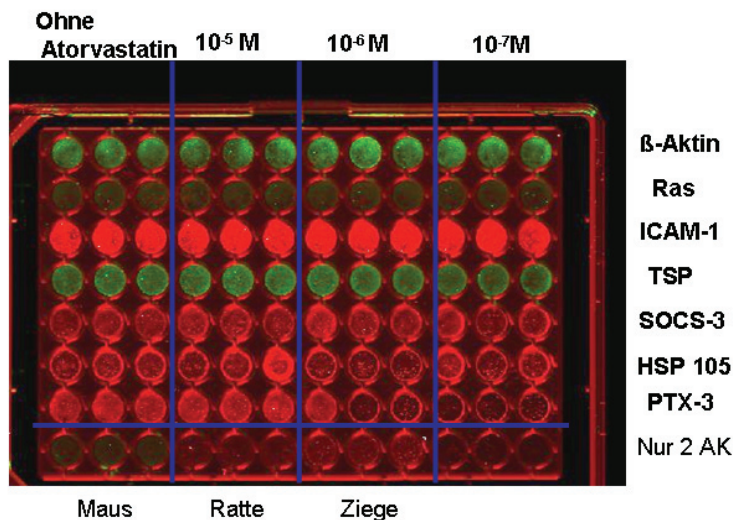 Ohne
Atorvastatin
10⁻⁵ M
10⁻⁶ M
10⁻⁷M
ß-Aktin
Ras
ICAM-1
TSP
SOCS-3
HSP 105
PTX-3
Nur 2 AK
Maus
Ratte
Ziege